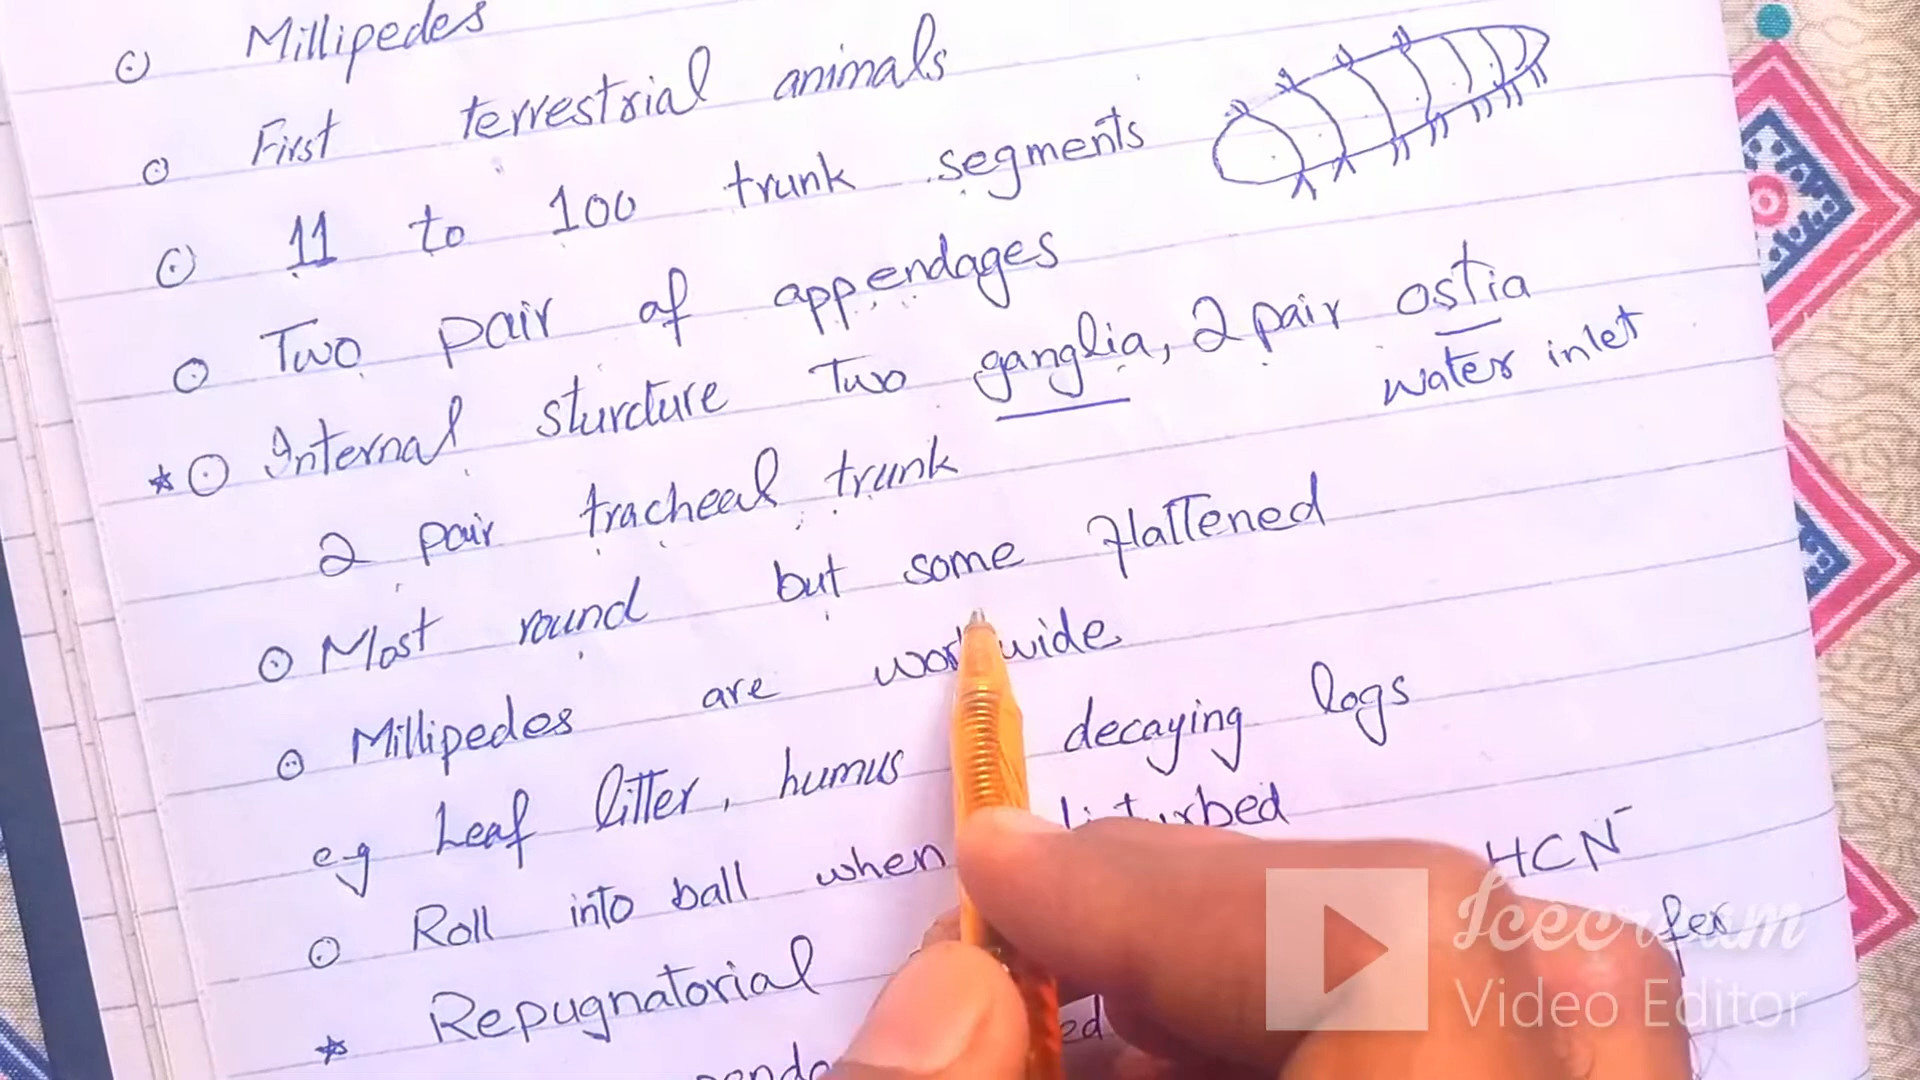 Millipedes
First terrestrial animals
11 to 100 trunk segments
Two pair of appendages
Internal sturcture Two ganglia, 2 pair ostia
water inlet
2 pair tracheal trunk
Most round but some flattened
Millipedes are worldwide
eg Leaf litter, humus decaying logs
Roll into ball when disturbed
HCN-
Repugnatorial
Icecream
Video Editor